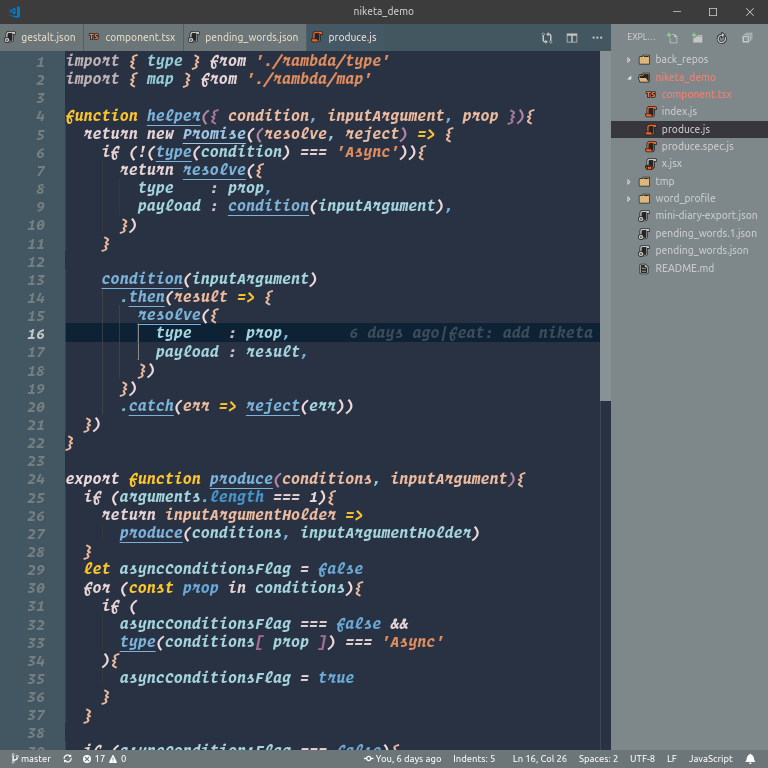 niketa_demo
gestalt.json
component.tsx
pending_words.json
produce.js
EXPL...
1 import { type } from './rambda/type'
2 import { map } from './rambda/map'
3
4 function helper({ condition, inputArgument, prop }){
5 return new Promise((resolve, reject) => {
6 if (!(type(condition) === 'Async')){
7 return resolve({
8 type : prop,
9 payload : condition(inputArgument),
10 })
11 }
12
13 condition(inputArgument)
14 .then(result => {
15 resolve({
16 type : prop, 6 days ago|feat: add niketa
17 payload : result,
18 })
19 })
20 .catch(err => reject(err))
21 })
22 }
23
24 export function produce(conditions, inputArgument){
25 if (arguments.length === 1){
26 return inputArgumentHolder =>
27 produce(conditions, inputArgumentHolder)
28 }
29 let asyncConditionsFlag = false
30 for (const prop in conditions){
31 if (
32 asyncConditionsFlag === false &&
33 type(conditions[ prop ]) === 'Async'
34 ){
35 asyncConditionsFlag = true
36 }
37 }
38
39 if (asyncConditionsFlag === false){
back_repos
niketa_demo
component.tsx
index.js
produce.js
produce.spec.js
x.jsx
tmp
word_profile
mini-diary-export.json
pending_words.1.json
pending_words.json
README.md
master
17
0
You, 6 days ago
Indents: 5
Ln 16, Col 26
Spaces: 2
UTF-8
LF
JavaScript